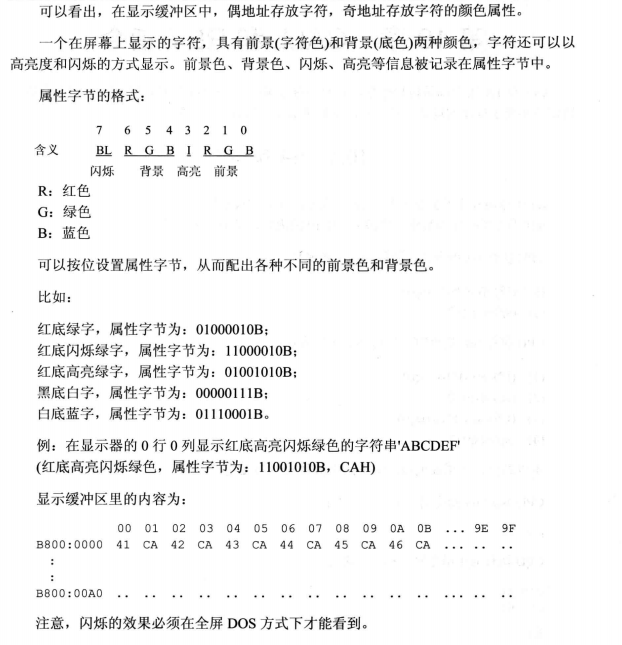 可以看出，在显示缓冲区中，偶地址存放字符，奇地址存放字符的颜色属性。
一个在屏幕上显示的字符，具有前景(字符色)和背景(底色)两种颜色，字符还可以以
高亮度和闪烁的方式显示。前景色、背景色、闪烁、高亮等信息被记录在属性字节中。
属性字节的格式：
7 6 5 4 3 2 1 0
含义 BL R G B I R G B
闪烁 背景 高亮 前景
R：红色
G：绿色
B：蓝色
可以按位设置属性字节，从而配出各种不同的前景色和背景色。
比如：
红底绿字，属性字节为：01000010B；
红底闪烁绿字，属性字节为：11000010B；
红底高亮绿字，属性字节为：01001010B；
黑底白字，属性字节为：00000111B；
白底蓝字，属性字节为：01110001B。
例：在显示器的 0 行 0 列显示红底高亮闪烁绿色的字符串'ABCDEF'
(红底高亮闪烁绿色，属性字节为：11001010B，CAH)
显示缓冲区里的内容为：
00 01 02 03 04 05 06 07 08 09 0A 0B ... 9E 9F
B800:0000 41 CA 42 CA 43 CA 44 CA 45 CA 46 CA ... .. ..
:
:
B800:00A0 .. .. .. .. .. .. .. .. .. .. .. .. ... .. ..
注意，闪烁的效果必须在全屏 DOS 方式下才能看到。